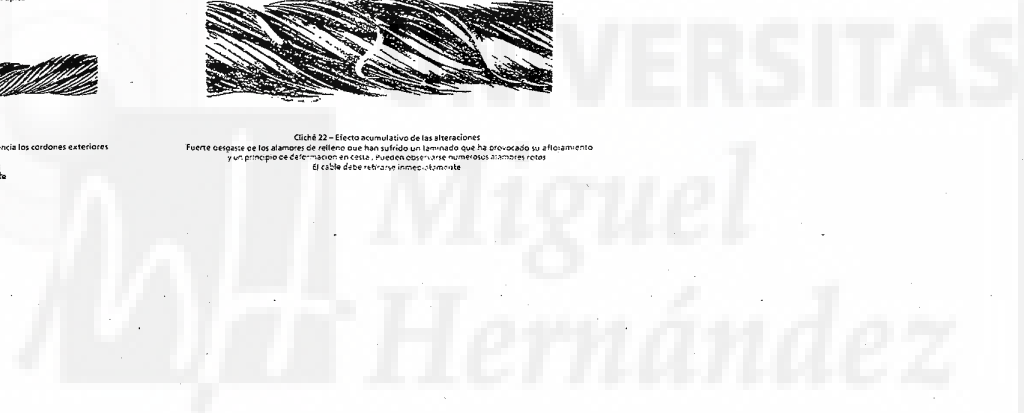 ncia los cordones exteriores
Cliché 22 – Efecto acumulativo de las alteraciones
Fuerte desgaste de los alambres de relleno que han sufrido un laminado que ha provocado su aflojamiento
y un principio de deformación en cesta. Pueden observarse numerosos alambres rotos
El cable debe retirarse inmediatamente
UNIVERSITAS
Miguel
Hernández